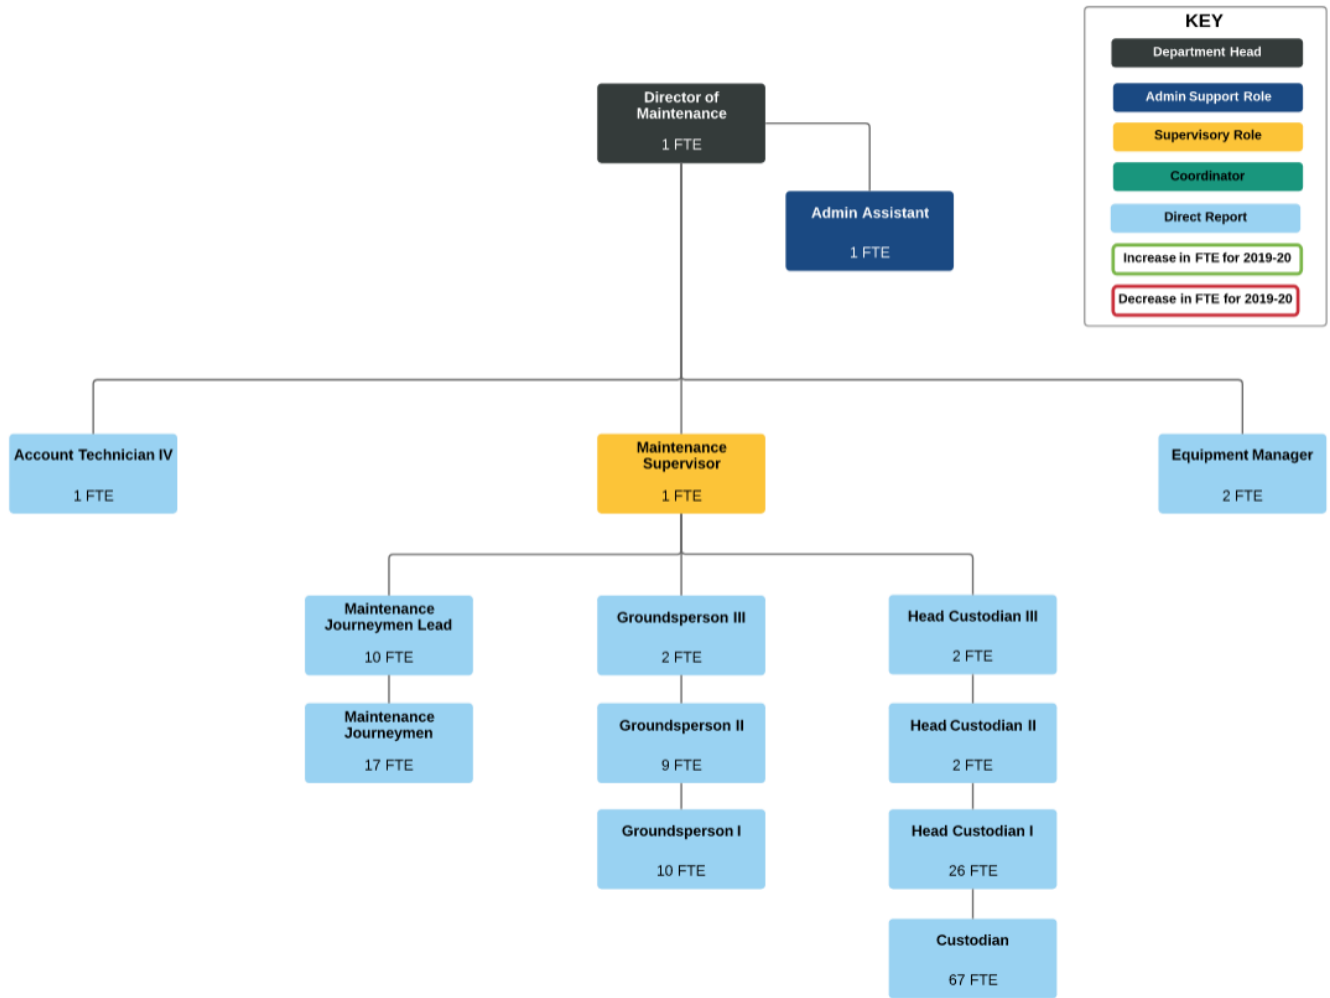 KEY
Department Head
Admin Support Role
Supervisory Role
Coordinator
Direct Report
Increase in FTE for 2019-20
Decrease in FTE for 2019-20
Director of
Maintenance
1 FTE
Admin Assistant
1 FTE
Account Technician IV
1 FTE
Maintenance
Supervisor
1 FTE
Equipment Manager
2 FTE
Maintenance
Journeymen Lead
10 FTE
Groundsperson III
2 FTE
Head Custodian III
2 FTE
Maintenance
Journeymen
17 FTE
Groundsperson II
9 FTE
Head Custodian II
2 FTE
Groundsperson I
10 FTE
Head Custodian I
26 FTE
Custodian
67 FTE